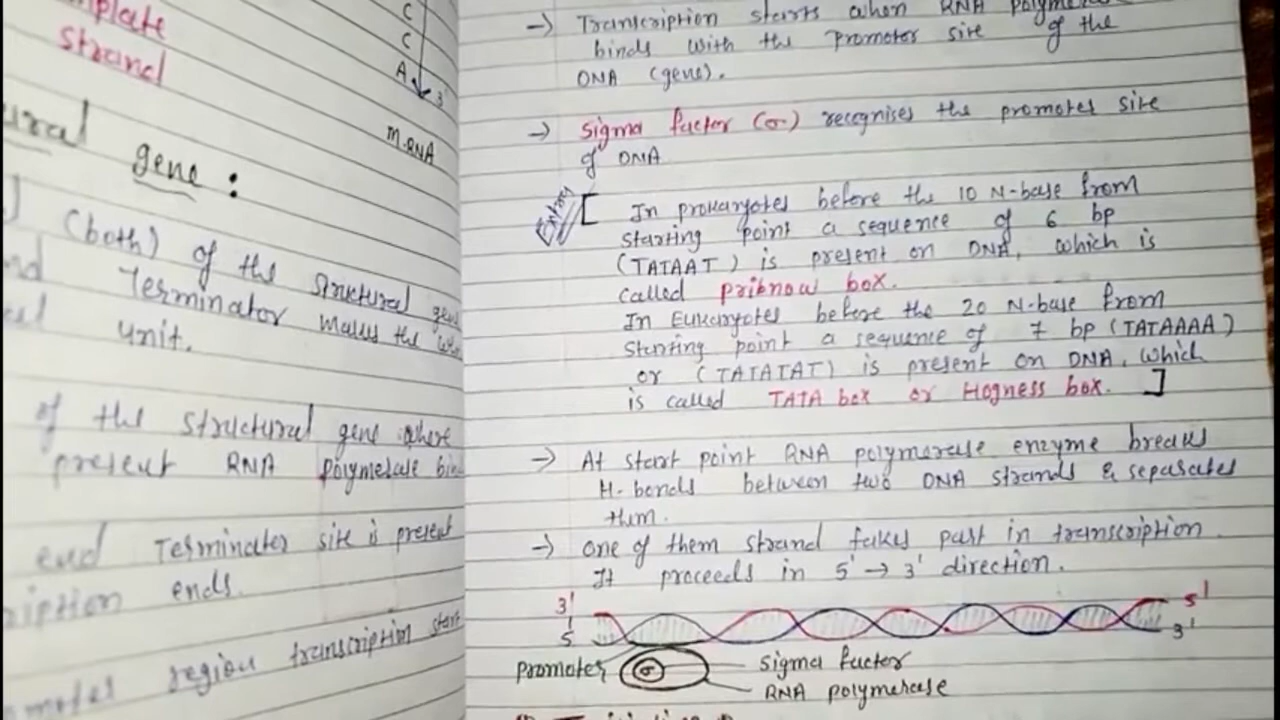 plate
strand
C
C
A
3'
m.RNA
gene :
(both) of the structural gene
Terminator makes the
unit.
of the structural gene where
present RNA polymerase
end Terminator site is present
ends.
region transcription start
→ Transcription starts when RNA
binds with the Promoter site of the
DNA (gene).
→ Sigma factor (σ) recognises the promoter site
of DNA
Extra
[ In prokaryotes before the 10 N-base from
starting point a sequence of 6 bp
(TATAAT) is present on DNA, which is
called pribnow box.
In Eukaryotes before the 20 N-base from
starting point a sequence of 7 bp (TATAAAA)
or (TATATAT) is present on DNA, which
is called TATA box or Hogness box. ]
→ At start point RNA polymerase enzyme breaks
H-bonds between two DNA strands & separates
them.
→ one of them strand takes part in transcription.
It proceeds in 5' → 3' direction.
3' 5'
5 3'
promoter sigma factor
σ
RNA polymerase